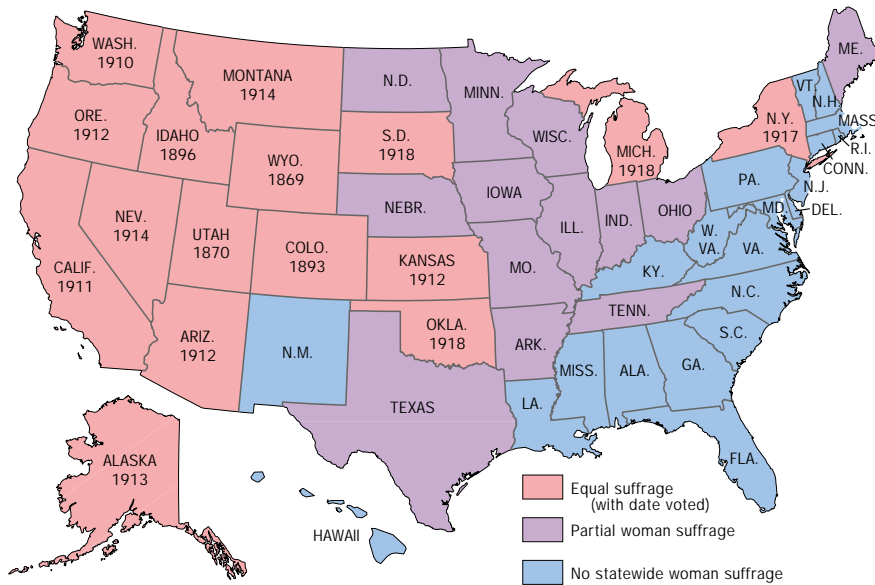 WASH.
1910
ORE.
1912
IDAHO
1896
MONTANA
1914
WYO.
1869
CALIF.
1911
NEV.
1914
UTAH
1870
COLO.
1893
ARIZ.
1912
N.M.
N.D.
S.D.
1918
NEBR.
KANSAS
1912
OKLA.
1918
TEXAS
MINN.
IOWA
MO.
ARK.
LA.
WISC.
ILL.
MICH.
1918
IND.
OHIO
KY.
TENN.
MISS.
ALA.
GA.
FLA.
S.C.
N.C.
VA.
W.
VA.
PA.
N.Y.
1917
VT.
N.H.
ME.
MASS.
R.I.
CONN.
N.J.
DEL.
MD.
ALASKA
1913
HAWAII
Equal suffrage
(with date voted)
Partial woman suffrage
No statewide woman suffrage